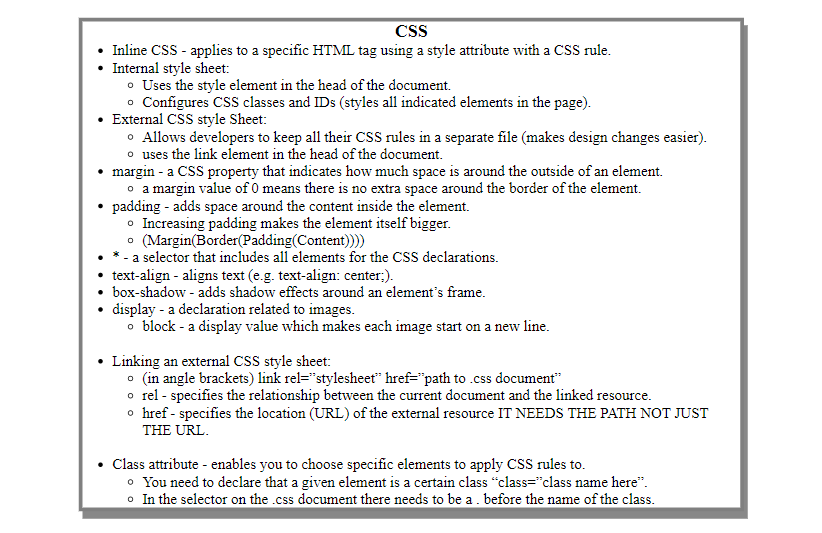 CSS
• Inline CSS - applies to a specific HTML tag using a style attribute with a CSS rule.
• Internal style sheet:
◦ Uses the style element in the head of the document.
◦ Configures CSS classes and IDs (styles all indicated elements in the page).
• External CSS style Sheet:
◦ Allows developers to keep all their CSS rules in a separate file (makes design changes easier).
◦ uses the link element in the head of the document.
• margin - a CSS property that indicates how much space is around the outside of an element.
◦ a margin value of 0 means there is no extra space around the border of the element.
• padding - adds space around the content inside the element.
◦ Increasing padding makes the element itself bigger.
◦ (Margin(Border(Padding(Content))))
• * - a selector that includes all elements for the CSS declarations.
• text-align - aligns text (e.g. text-align: center;).
• box-shadow - adds shadow effects around an element’s frame.
• display - a declaration related to images.
◦ block - a display value which makes each image start on a new line.
• Linking an external CSS style sheet:
◦ (in angle brackets) link rel=”stylesheet” href=”path to .css document”
◦ rel - specifies the relationship between the current document and the linked resource.
◦ href - specifies the location (URL) of the external resource IT NEEDS THE PATH NOT JUST
THE URL.
• Class attribute - enables you to choose specific elements to apply CSS rules to.
◦ You need to declare that a given element is a certain class “class=”class name here”.
◦ In the selector on the .css document there needs to be a . before the name of the class.